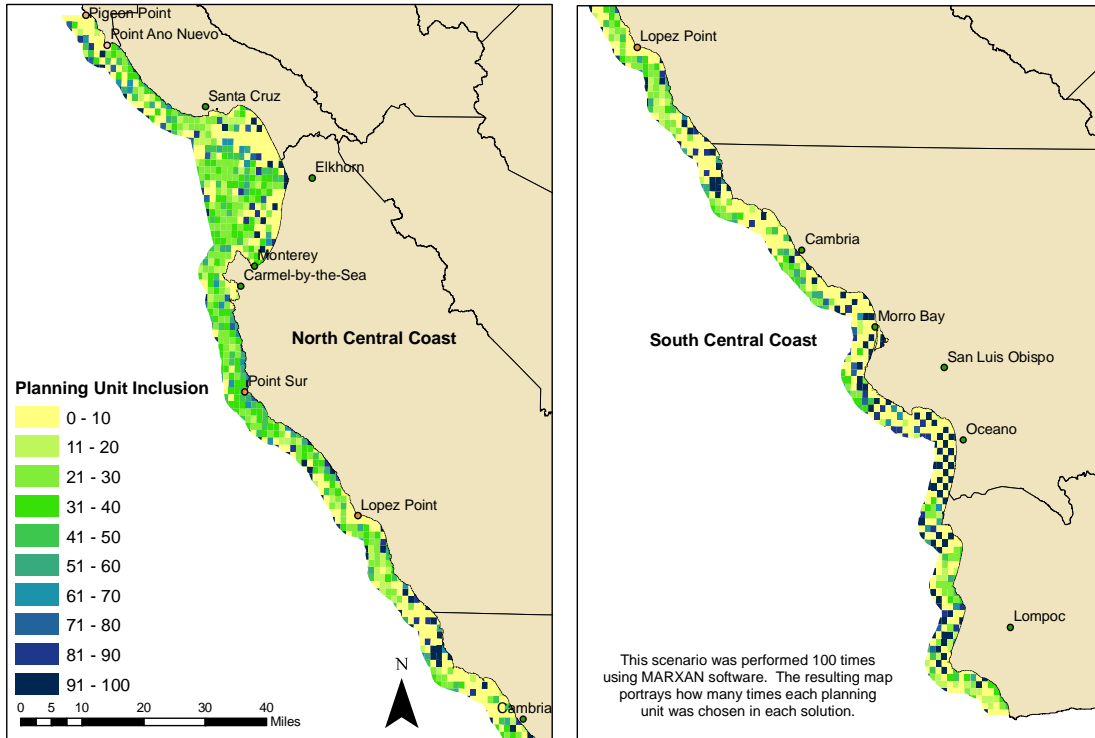 Pigeon Point
Point Ano Nuevo
Santa Cruz
Elkhorn
Monterey
Carmel-by-the-Sea
North Central Coast
Point Sur
Lopez Point
Cambria
Planning Unit Inclusion
0 - 10
11 - 20
21 - 30
31 - 40
41 - 50
51 - 60
61 - 70
71 - 80
81 - 90
91 - 100
0 5 10 20 30 40
Miles
N
Lopez Point
Cambria
Morro Bay
South Central Coast
San Luis Obispo
Oceano
Lompoc
This scenario was performed 100 times
using MARXAN software. The resulting map
portrays how many times each planning
unit was chosen in each solution.